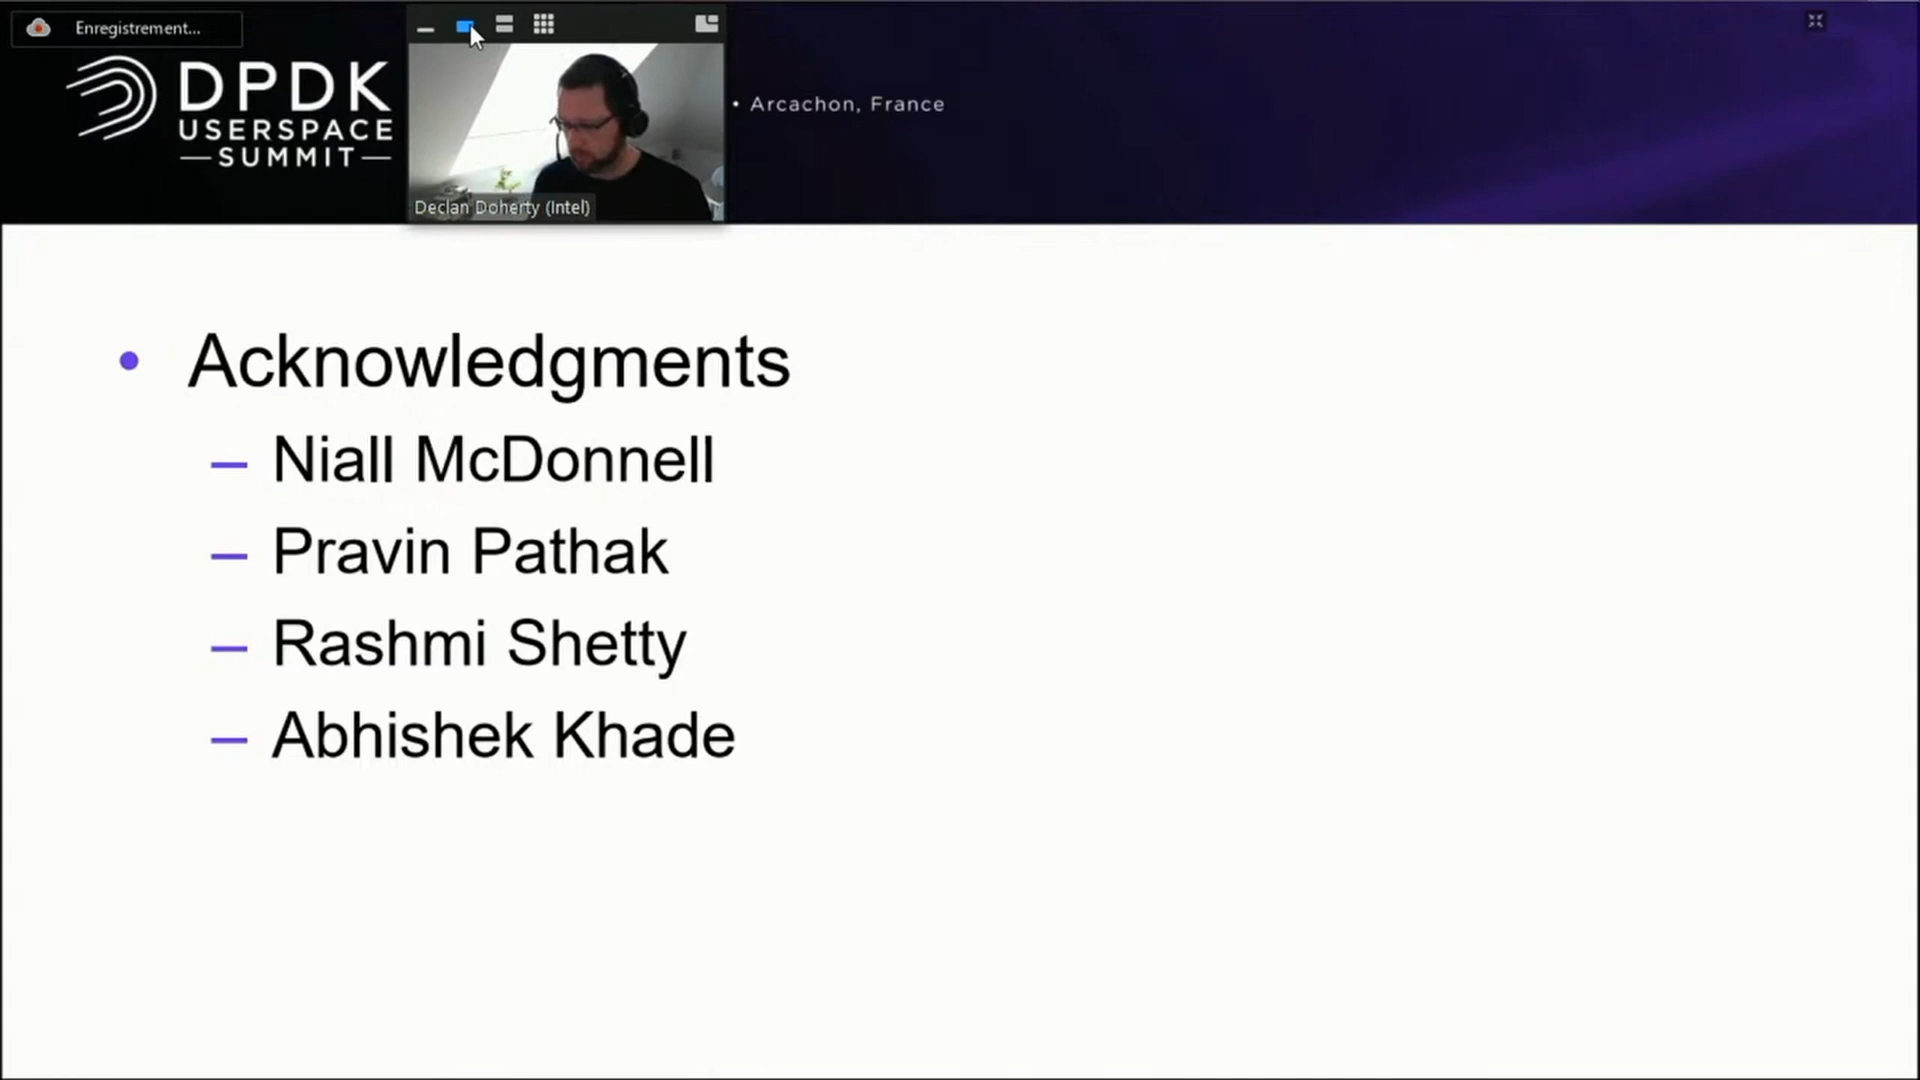 Enregistrement...
DPDK
USERSPACE
SUMMIT
• Arcachon, France
Declan Doherty (Intel)
• Acknowledgments
– Niall McDonnell
– Pravin Pathak
– Rashmi Shetty
– Abhishek Khade